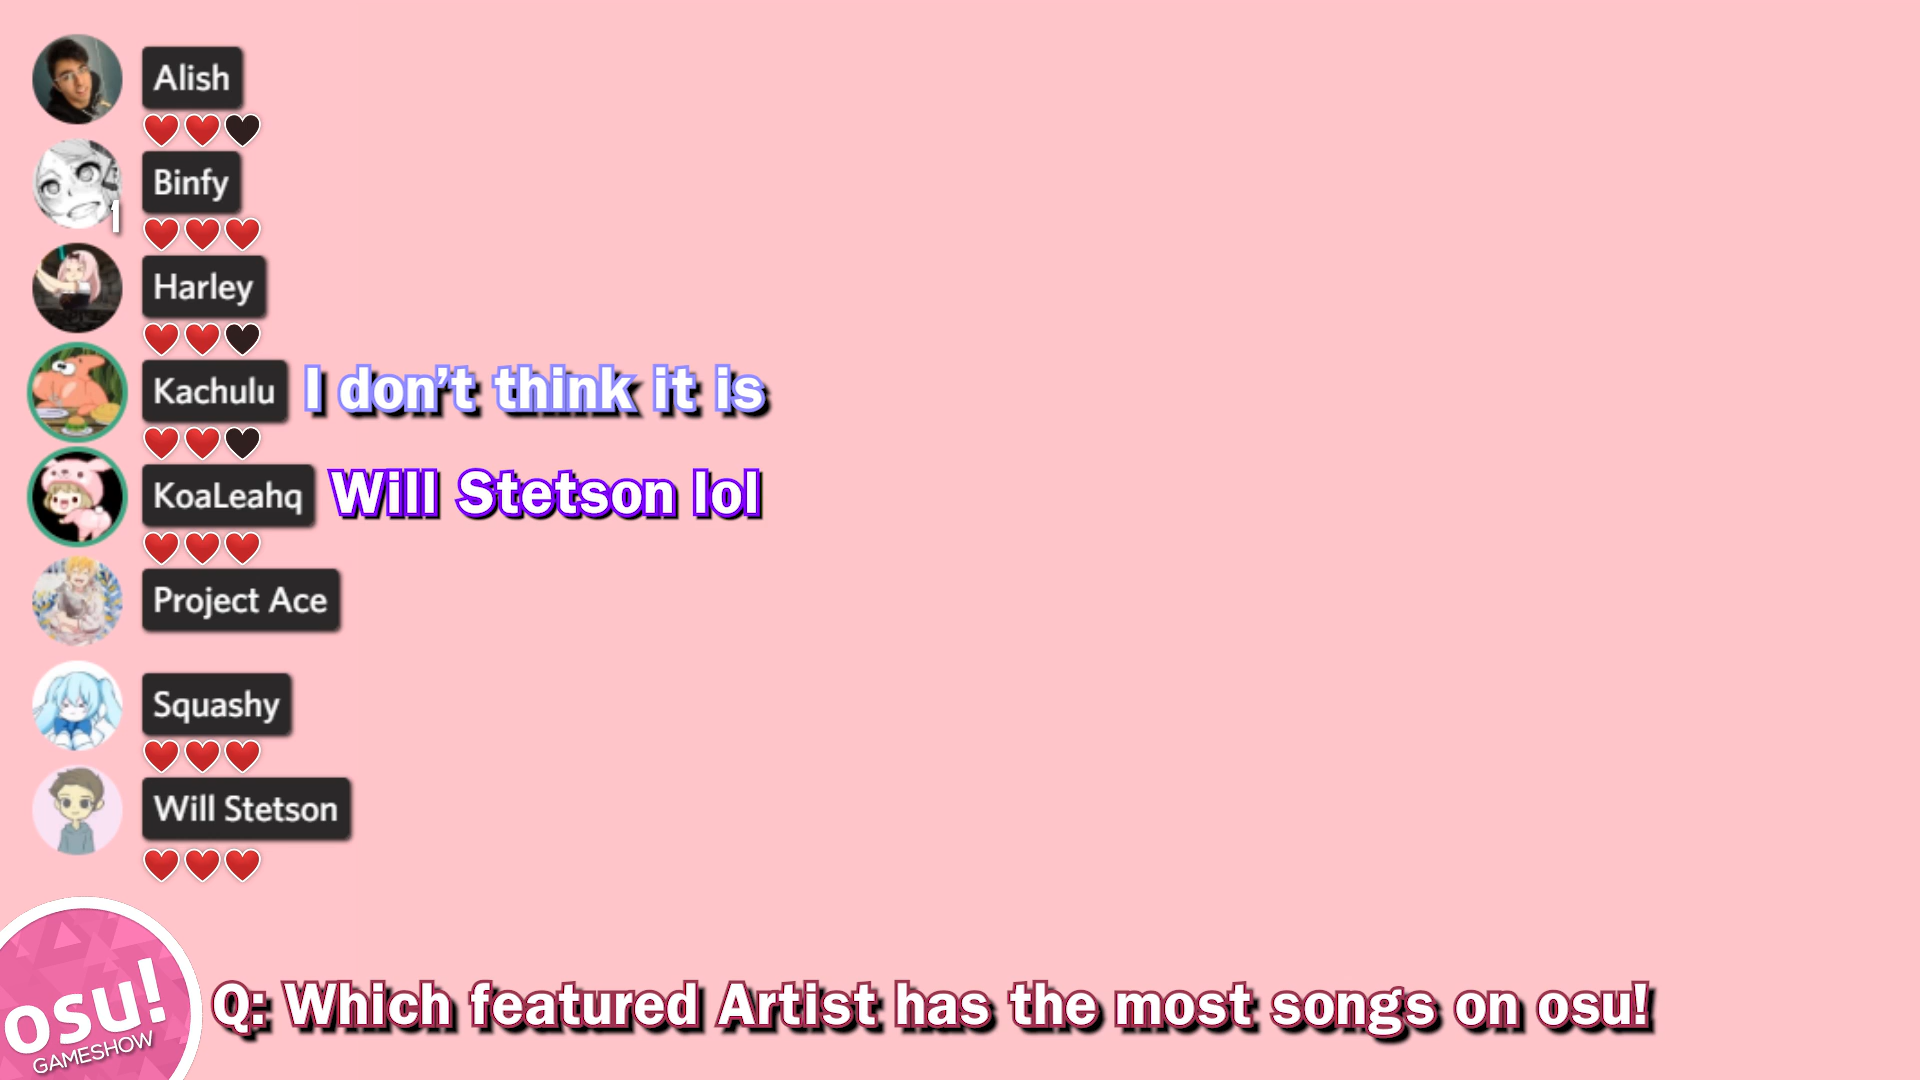 Alish
Binfy
1
Harley
Kachulu
I don't think it is
KoaLeahq
Will Stetson lol
Project Ace
Squashy
Will Stetson
osu!
GAMESHOW
Q: Which featured Artist has the most songs on osu!